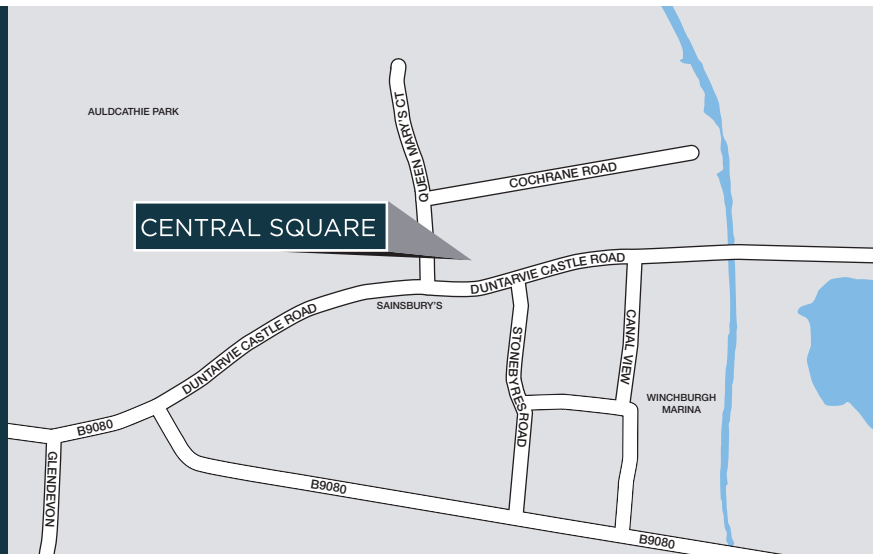 AULDCATHIE PARK
QUEEN MARY'S CT
COCHRANE ROAD
CENTRAL SQUARE
DUNTARVIE CASTLE ROAD
SAINSBURY'S
DUNTARVIE CASTLE ROAD
STONEBYRES ROAD
CANAL VIEW
WINCHBURGH
MARINA
B9080
GLENDEVON
B9080
B9080